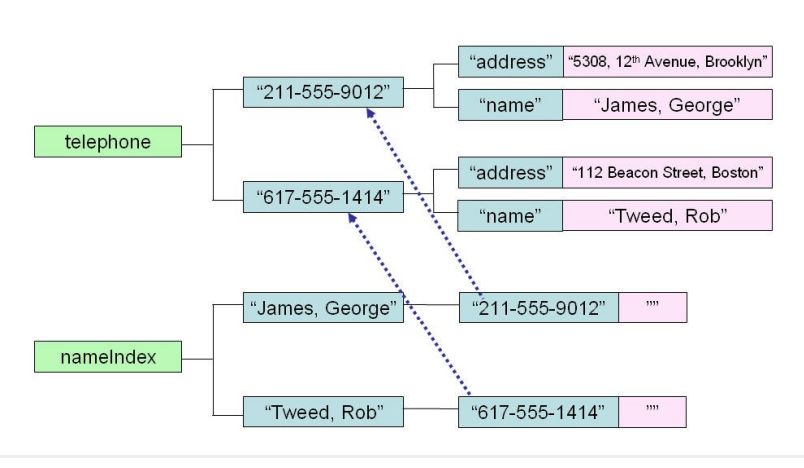 “address” “5308, 12th Avenue, Brooklyn”
“211-555-9012”
“name” “James, George”
telephone
“address” “112 Beacon Street, Boston”
“617-555-1414”
“name” “Tweed, Rob”
“James, George” “211-555-9012” ””
nameIndex
“Tweed, Rob” “617-555-1414” ””